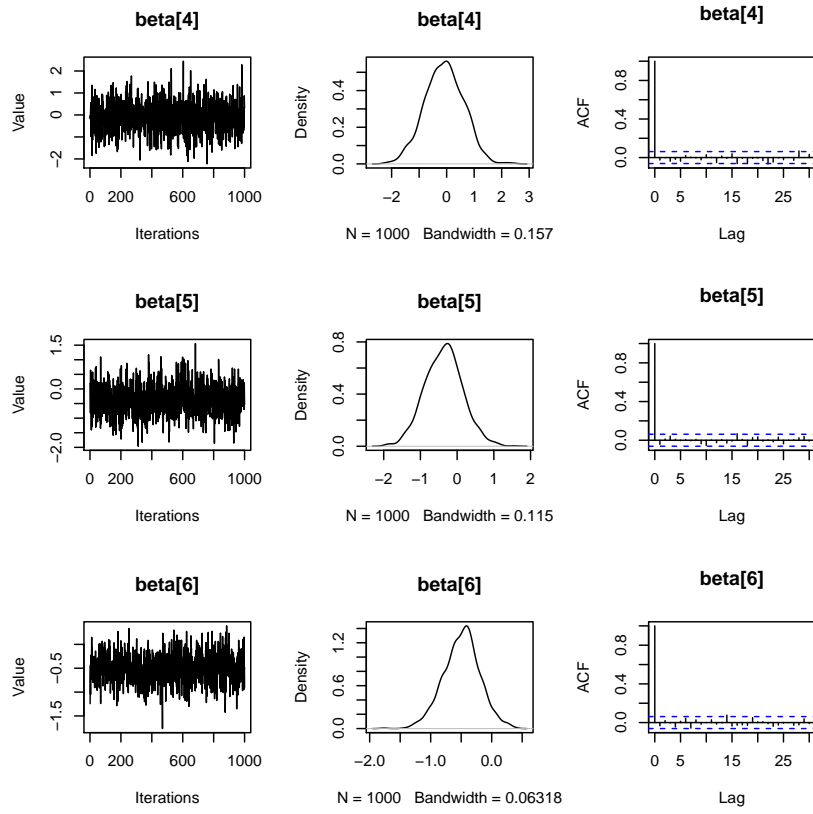 beta[4] beta[4] beta[4]
Value
2
1
0
−2
0 200 600 1000
Iterations
Density
0.4
0.2
0.0
−2 0 1 2 3
N = 1000 Bandwidth = 0.157
ACF
0.8
0.4
0.0
0 5 15 25
Lag
beta[5] beta[5] beta[5]
Value
1.5
0.0
−2.0
0 200 600 1000
Iterations
Density
0.8
0.4
0.0
−2 −1 0 1 2
N = 1000 Bandwidth = 0.115
ACF
0.8
0.4
0.0
0 5 15 25
Lag
beta[6] beta[6] beta[6]
Value
−0.5
−1.5
0 200 600 1000
Iterations
Density
1.2
0.6
0.0
−2.0 −1.0 0.0
N = 1000 Bandwidth = 0.06318
ACF
0.8
0.4
0.0
0 5 15 25
Lag